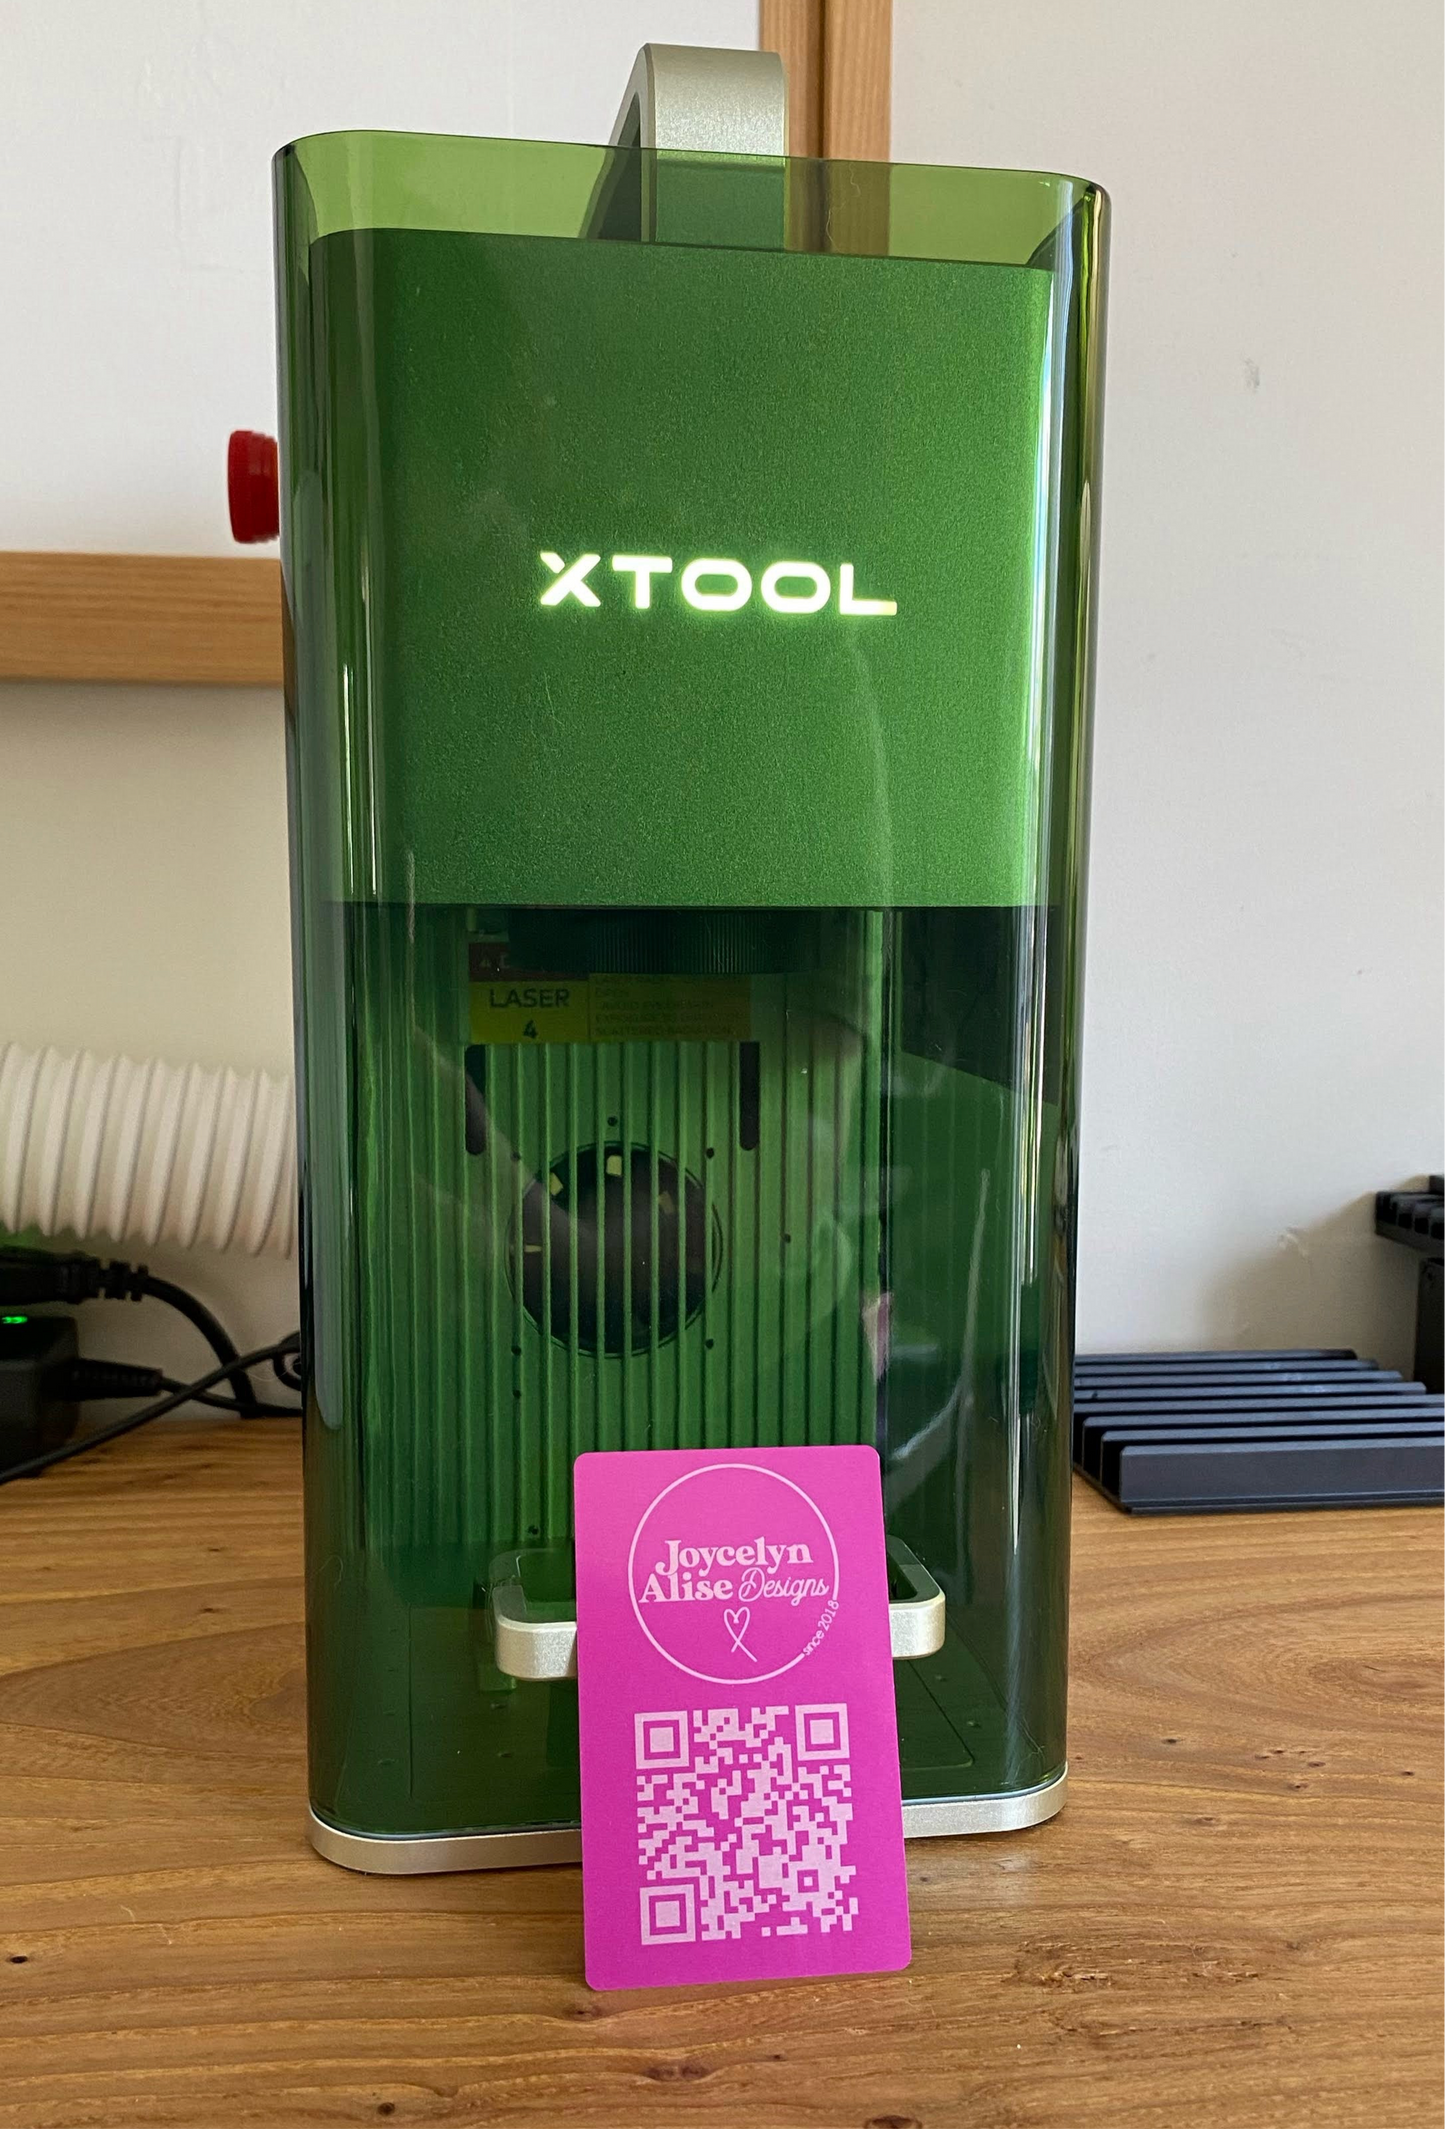 XTOOL
LASER
4
Joycelyn
Alise Designs
since 2018